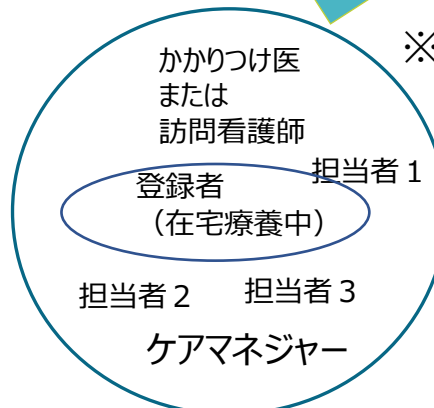 ※
かかりつけ医
または
訪問看護師
担当者１
登録者
（在宅療養中）
担当者２
担当者３
ケアマネジャー